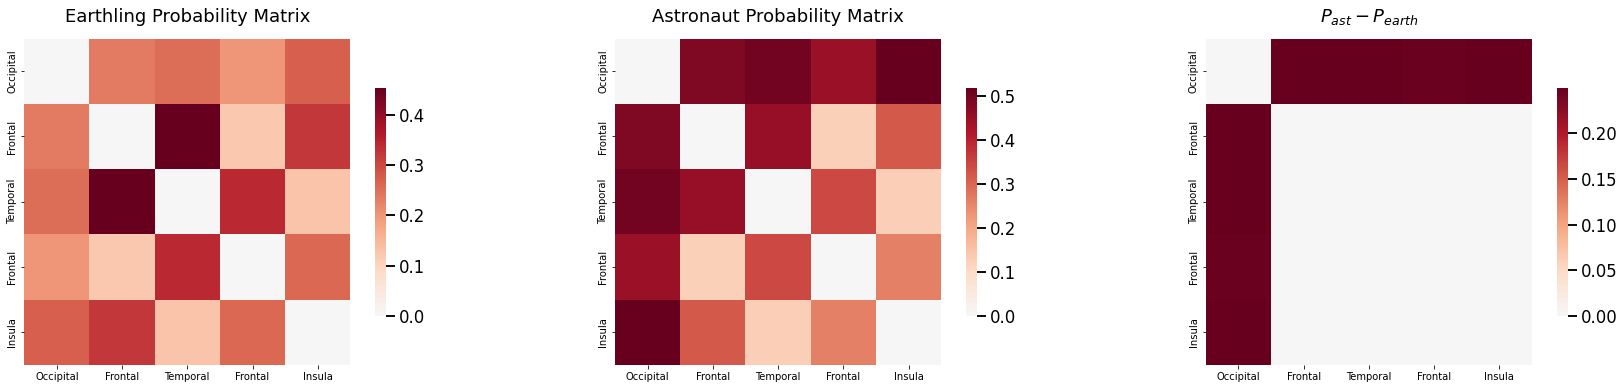 Earthling Probability Matrix
Occipital
Frontal
Temporal
Frontal
Insula
Occipital Frontal Temporal Frontal Insula
0.4
0.3
0.2
0.1
0.0
Astronaut Probability Matrix
Occipital
Frontal
Temporal
Frontal
Insula
Occipital Frontal Temporal Frontal Insula
0.5
0.4
0.3
0.2
0.1
0.0
P_{ast} − P_{earth}
Occipital
Frontal
Temporal
Frontal
Insula
Occipital Frontal Temporal Frontal Insula
0.20
0.15
0.10
0.05
0.00